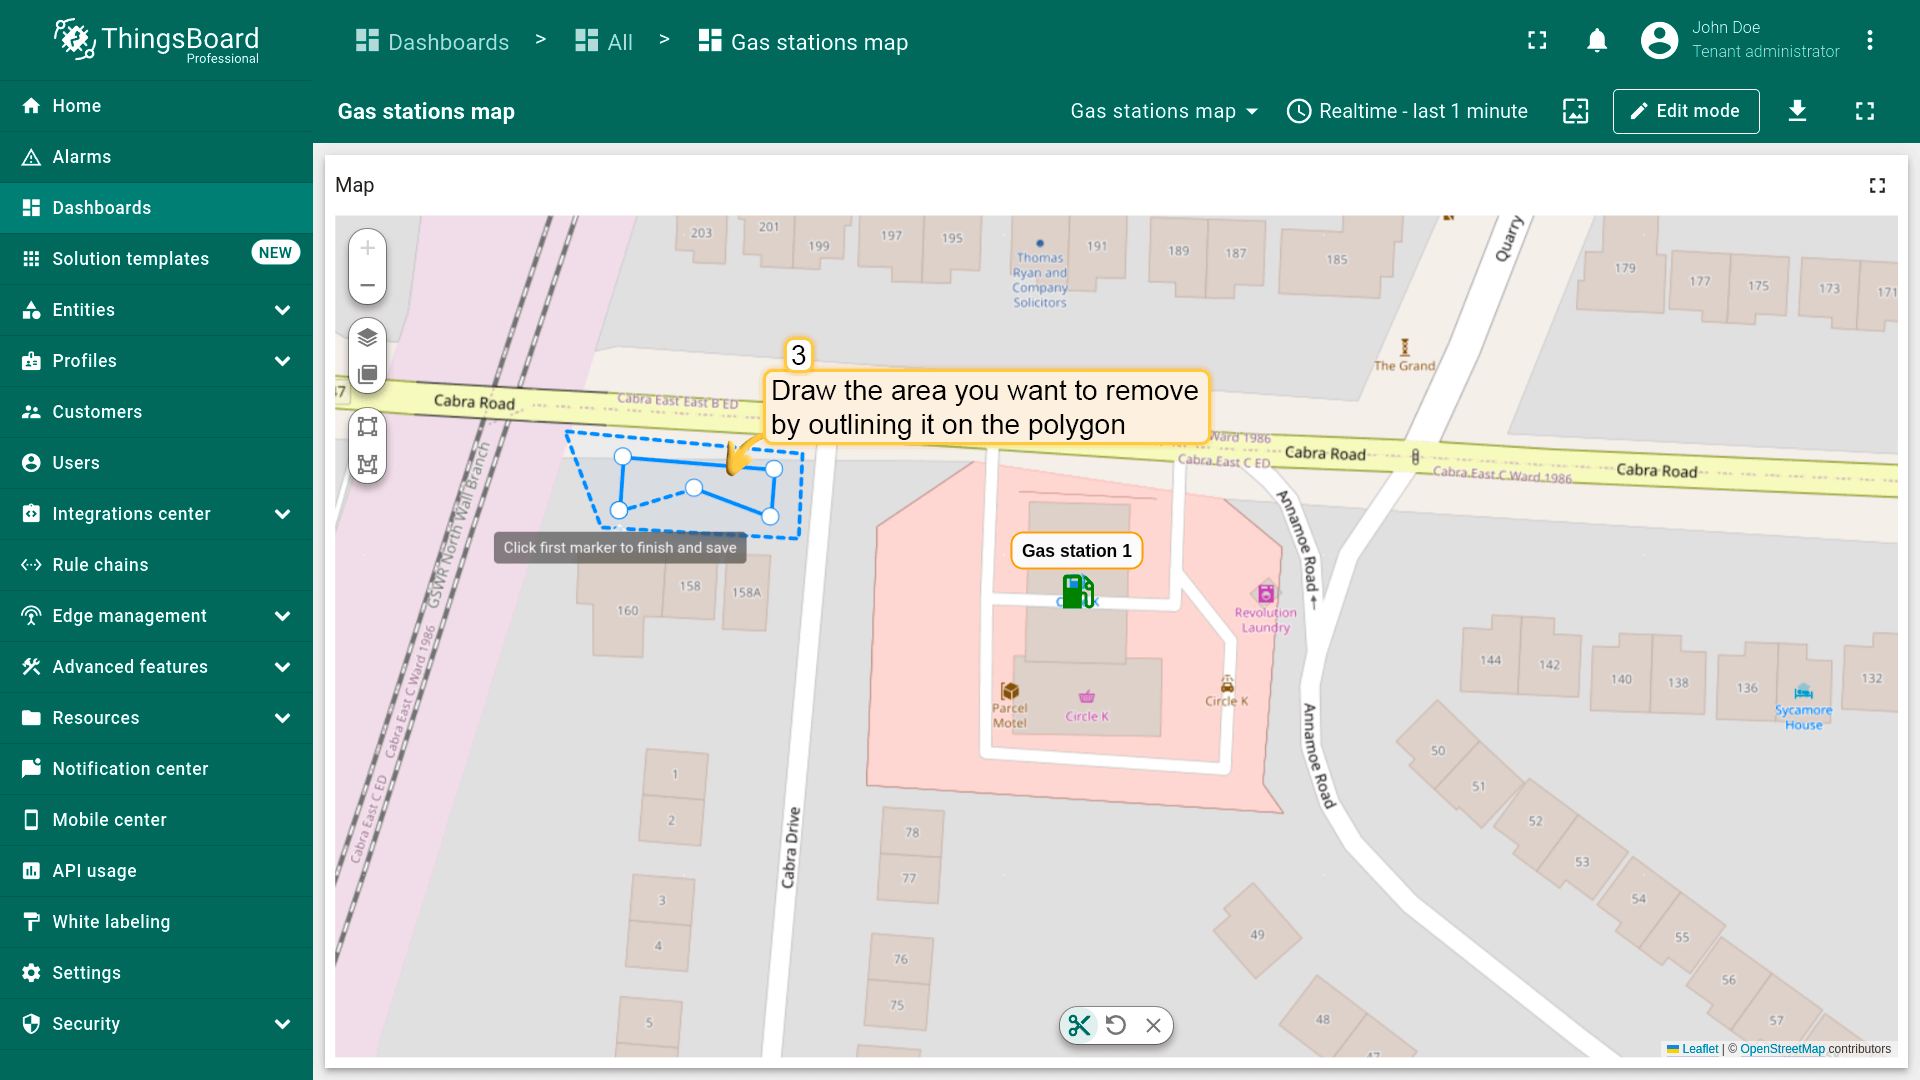 ThingsBoard
Professional
Dashboards > All > Gas stations map
John Doe
Tenant administrator
Gas stations map
Gas stations map
Realtime - last 1 minute
Edit mode
Home
Alarms
Dashboards
Solution templates
NEW
Entities
Profiles
Customers
Users
Integrations center
Rule chains
Edge management
Advanced features
Resources
Notification center
Mobile center
API usage
White labeling
Settings
Security
Map
203
201
199
197
195
Thomas
Ryan and
Company
Solicitors
191
189
187
185
Quarry
179
177
175
173
171
The Grand
3
Draw the area you want to remove
by outlining it on the polygon
Cabra Road
Cabra East East B ED
Ward 1986
Cabra East C ED
Cabra Road
Cabra East C Ward 1986
Cabra Road
GSWR North Wall Branch
Click first marker to finish and save
160
158
158A
Gas station 1
Annamoe Road
Revolution
Laundry
Parcel
Motel
Circle K
Circle K
144
142
140
138
136
132
Sycamore
House
Cabra East C Ward 1986
Cabra East C ED
Annamoe Road
Cabra Drive
1
2
3
4
5
78
77
76
75
50
51
52
53
54
55
56
57
49
48
47
Leaflet | © OpenStreetMap contributors